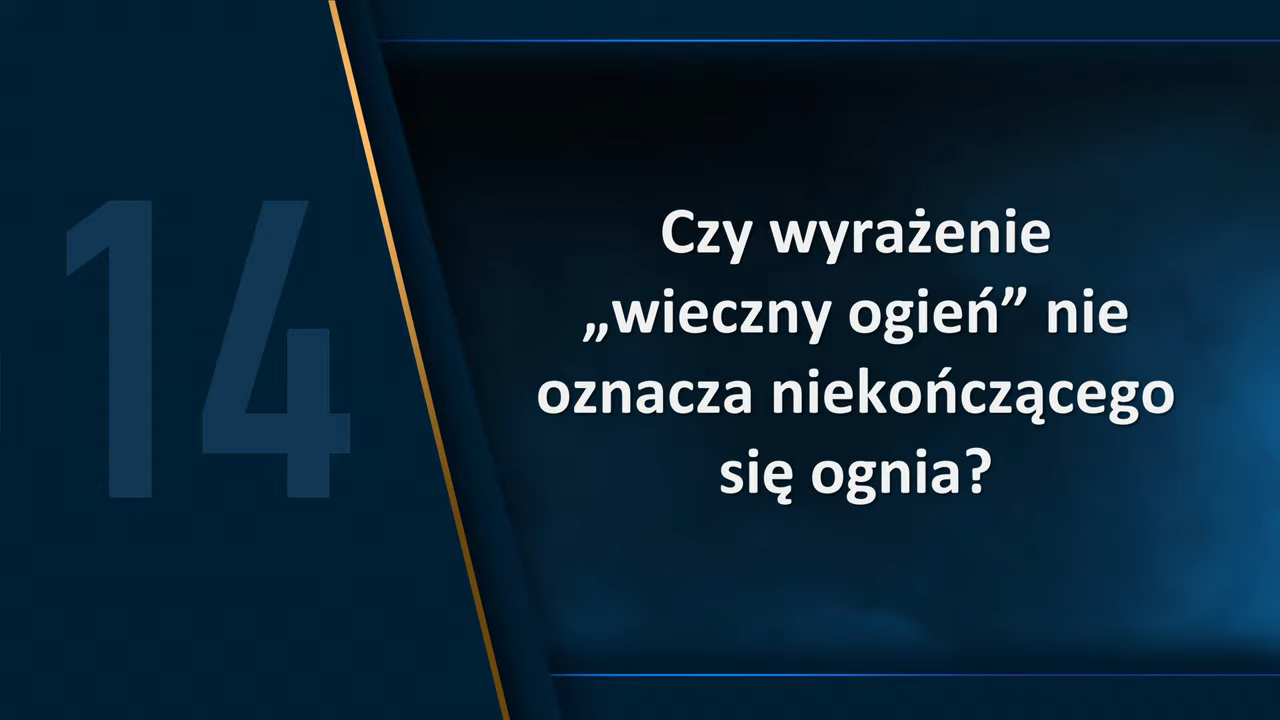 14
Czy wyrażenie
„wieczny ogień” nie
oznacza niekończącego
się ognia?